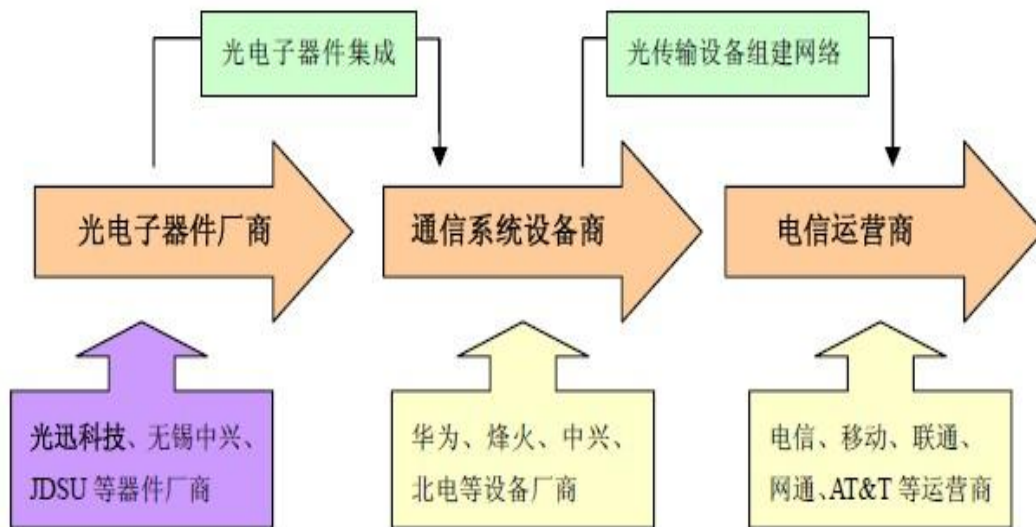 光电子器件集成
光传输设备组建网络
光电子器件厂商
通信系统设备商
电信运营商
光迅科技、无锡中兴、
JDSU 等器件厂商
华为、烽火、中兴、
北电等设备厂商
电信、移动、联通、
网通、AT&T 等运营商